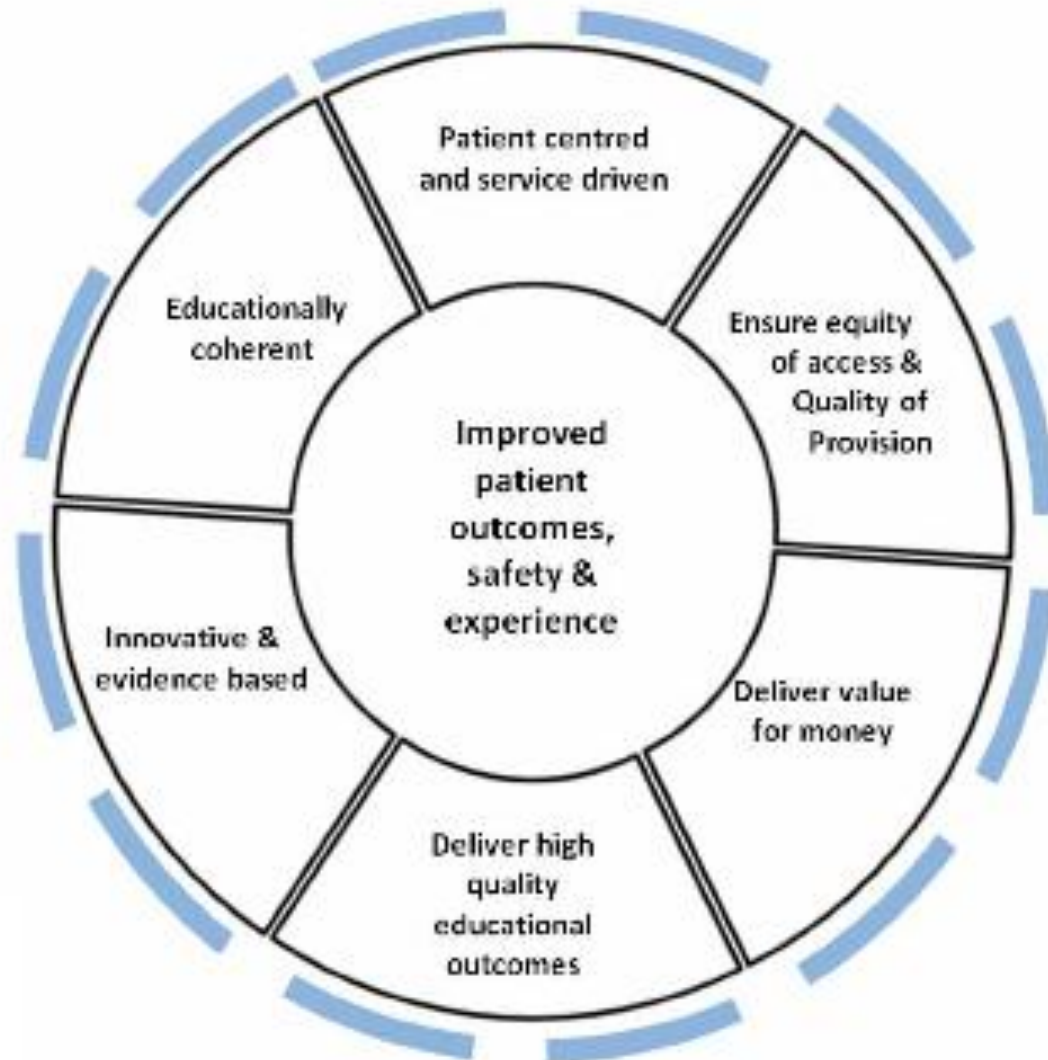 Patient centred
and service driven
Ensure equity
of access &
Quality of
Provision
Deliver value
for money
Deliver high
quality
educational
outcomes
Innovative &
evidence based
Educationally
coherent
Improved
patient
outcomes,
safety &
experience